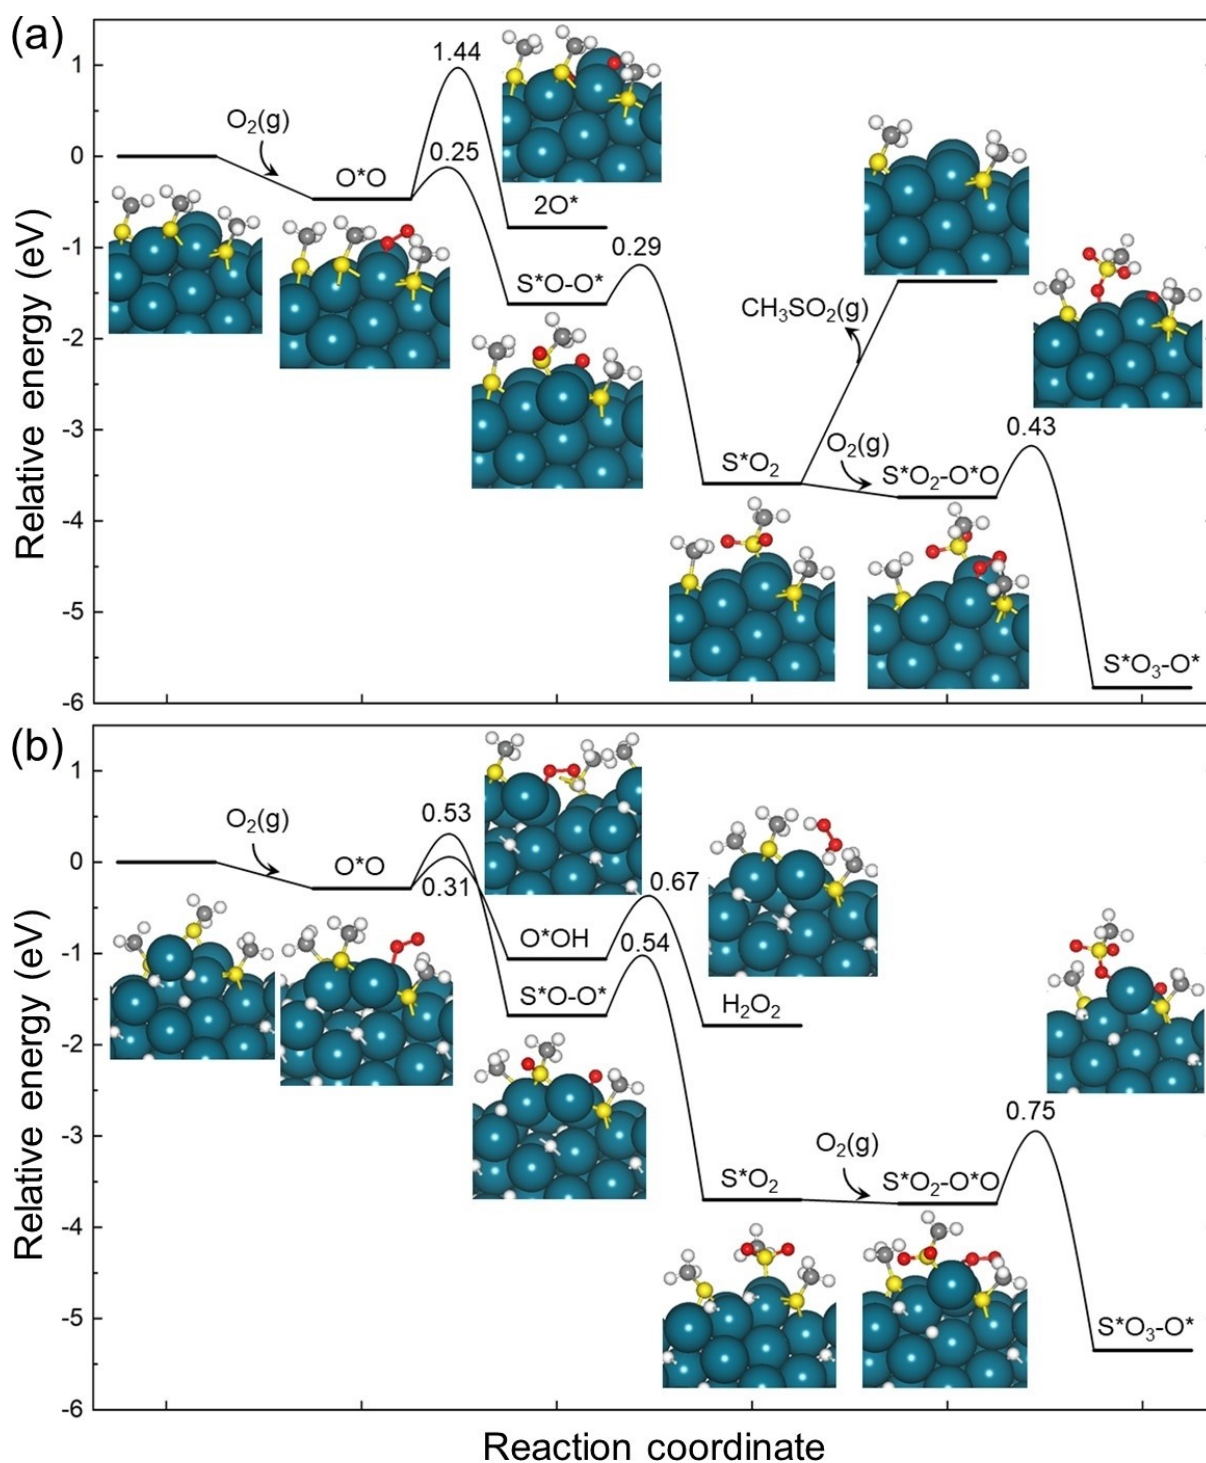 (a)
Relative energy (eV)
1
0
-1
-2
-3
-4
-5
-6
O₂(g)
O*O
1.44
0.25
2O*
S*O-O*
0.29
S*O₂
CH₃SO₂(g)
O₂(g)
S*O₂-O*O
0.43
S*O₃-O*
(b)
Relative energy (eV)
1
0
-1
-2
-3
-4
-5
-6
O₂(g)
O*O
0.53
0.31
O*OH
S*O-O*
0.67
0.54
H₂O₂
S*O₂
O₂(g)
S*O₂-O*O
0.75
S*O₃-O*
Reaction coordinate